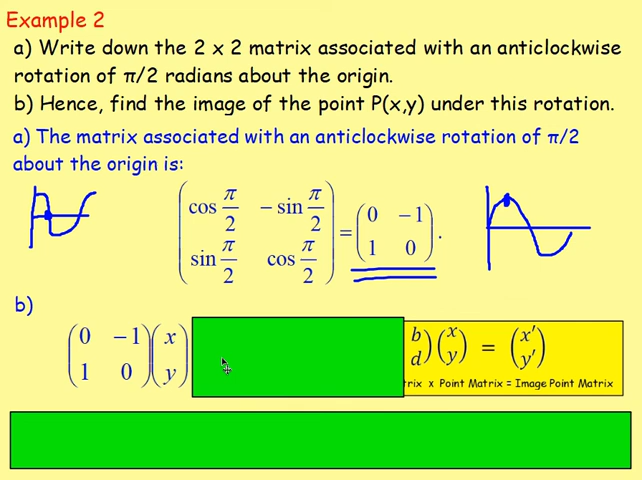 Example 2
a) Write down the 2 x 2 matrix associated with an anticlockwise
rotation of π/2 radians about the origin.
b) Hence, find the image of the point P(x,y) under this rotation.
a) The matrix associated with an anticlockwise rotation of π/2
about the origin is:
( cos π/2 − sin π/2 ; sin π/2 cos π/2 ) = ( 0 −1 ; 1 0 ).
b)
( 0 −1 ; 1 0 ) ( x ; y ) b d ) ( x ; y ) = ( x′ ; y′ )
trix x Point Matrix = Image Point Matrix